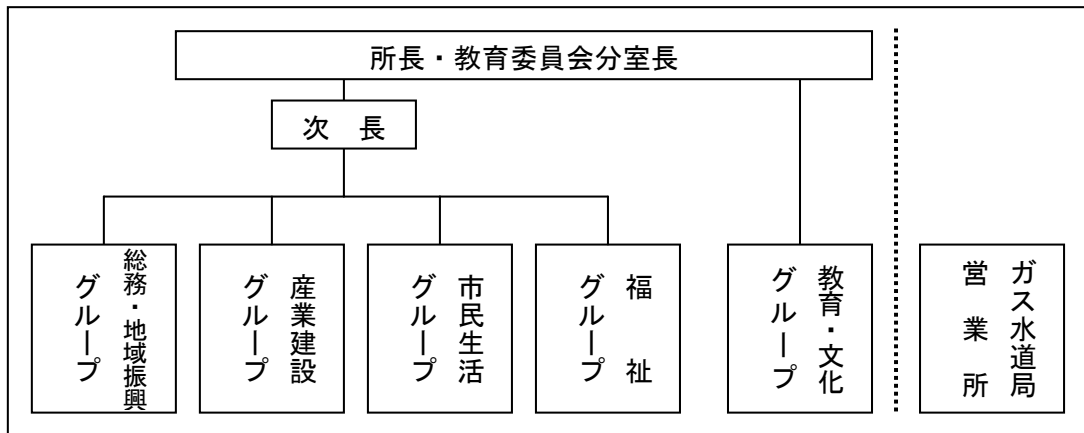 所長・教育委員会分室長
次　長
総務・地域振興
グループ
産業建設
グループ
市民生活
グループ
福　祉
グループ
教育・文化
グループ
ガス水道局
営　業　所